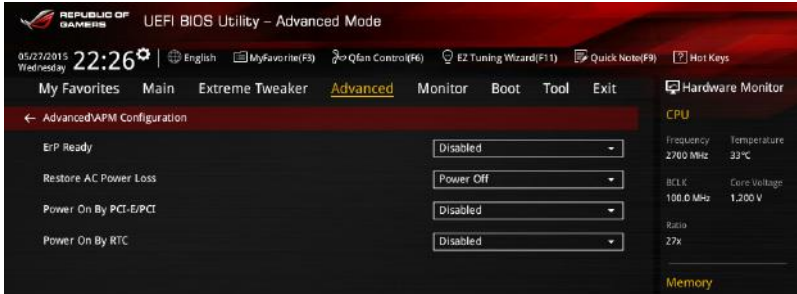 REPUBLIC OF
GAMERS
UEFI BIOS Utility – Advanced Mode
05/27/2015
Wednesday
22:26
English
MyFavorite(F3)
Qfan Control(F6)
EZ Tuning Wizard(F11)
Quick Note(F9)
? Hot Keys
My Favorites Main Extreme Tweaker Advanced Monitor Boot Tool Exit
Hardware Monitor
← Advanced\APM Configuration
ErP Ready Disabled
Restore AC Power Loss Power Off
Power On By PCI-E/PCI Disabled
Power On By RTC Disabled
CPU
Frequency Temperature
2700 MHz 33°C
BCLK Core Voltage
100.0 MHz 1.200 V
Ratio
27x
Memory